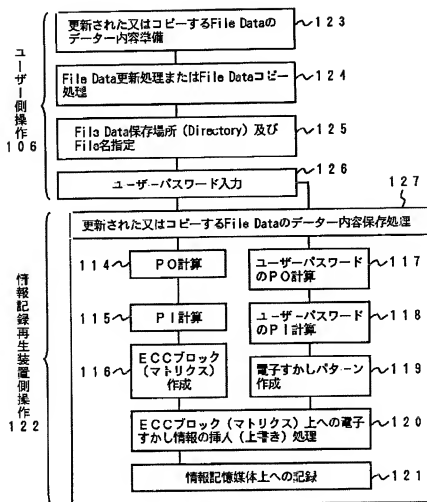 更新された又はコピーするFile Dataの
データー内容準備
123
File Data更新処理またはFile Dataコピー
処理
124
File Data保存場所（Directory）及び
File名指定
125
ユーザーパスワード入力
126
ユーザー側操作
106
127
更新された又はコピーするFile Dataのデーター内容保存処理
114
PO計算
ユーザーパスワード
のPO計算
117
115
PI計算
ユーザーパスワード
のPI計算
118
116
ECCブロック
（マトリクス）
作成
電子すかしパターン
作成
119
ECCブロック（マトリクス）上への電子
すかし情報の挿入（上書き）処理
120
情報記憶媒体上への記録
121
情報記録再生装置側操作
122